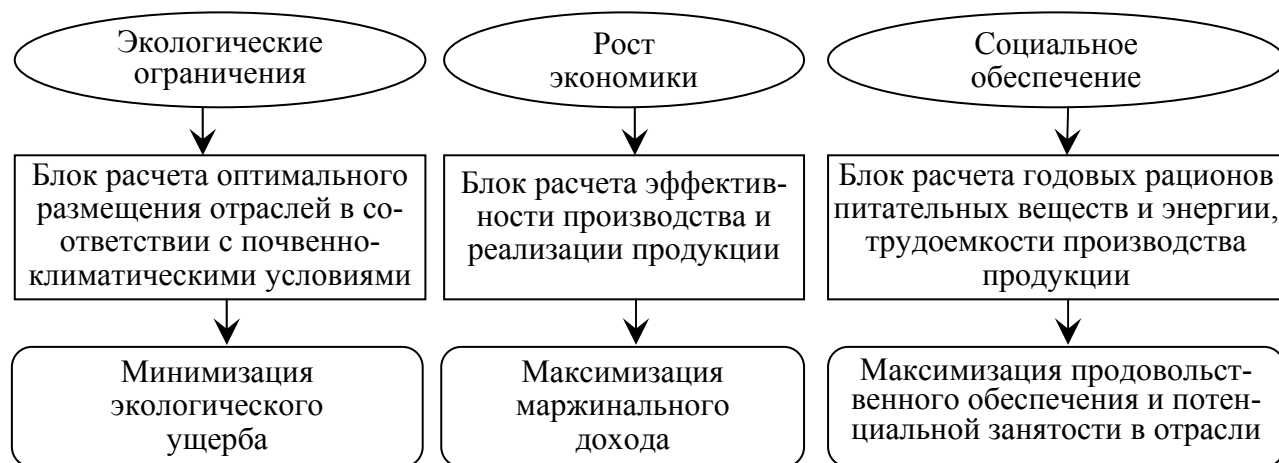 Экологические
ограничения
Рост
экономики
Социальное
обеспечение
Блок расчета оптимального
размещения отраслей в со-
ответствии с почвенно-
климатическими условиями
Блок расчета эффектив-
ности производства и
реализации продукции
Блок расчета годовых рационов
питательных веществ и энергии,
трудоемкости производства
продукции
Минимизация
экологического
ущерба
Максимизация
маржинального
дохода
Максимизация продовольст-
венного обеспечения и потен-
циальной занятости в отрасли